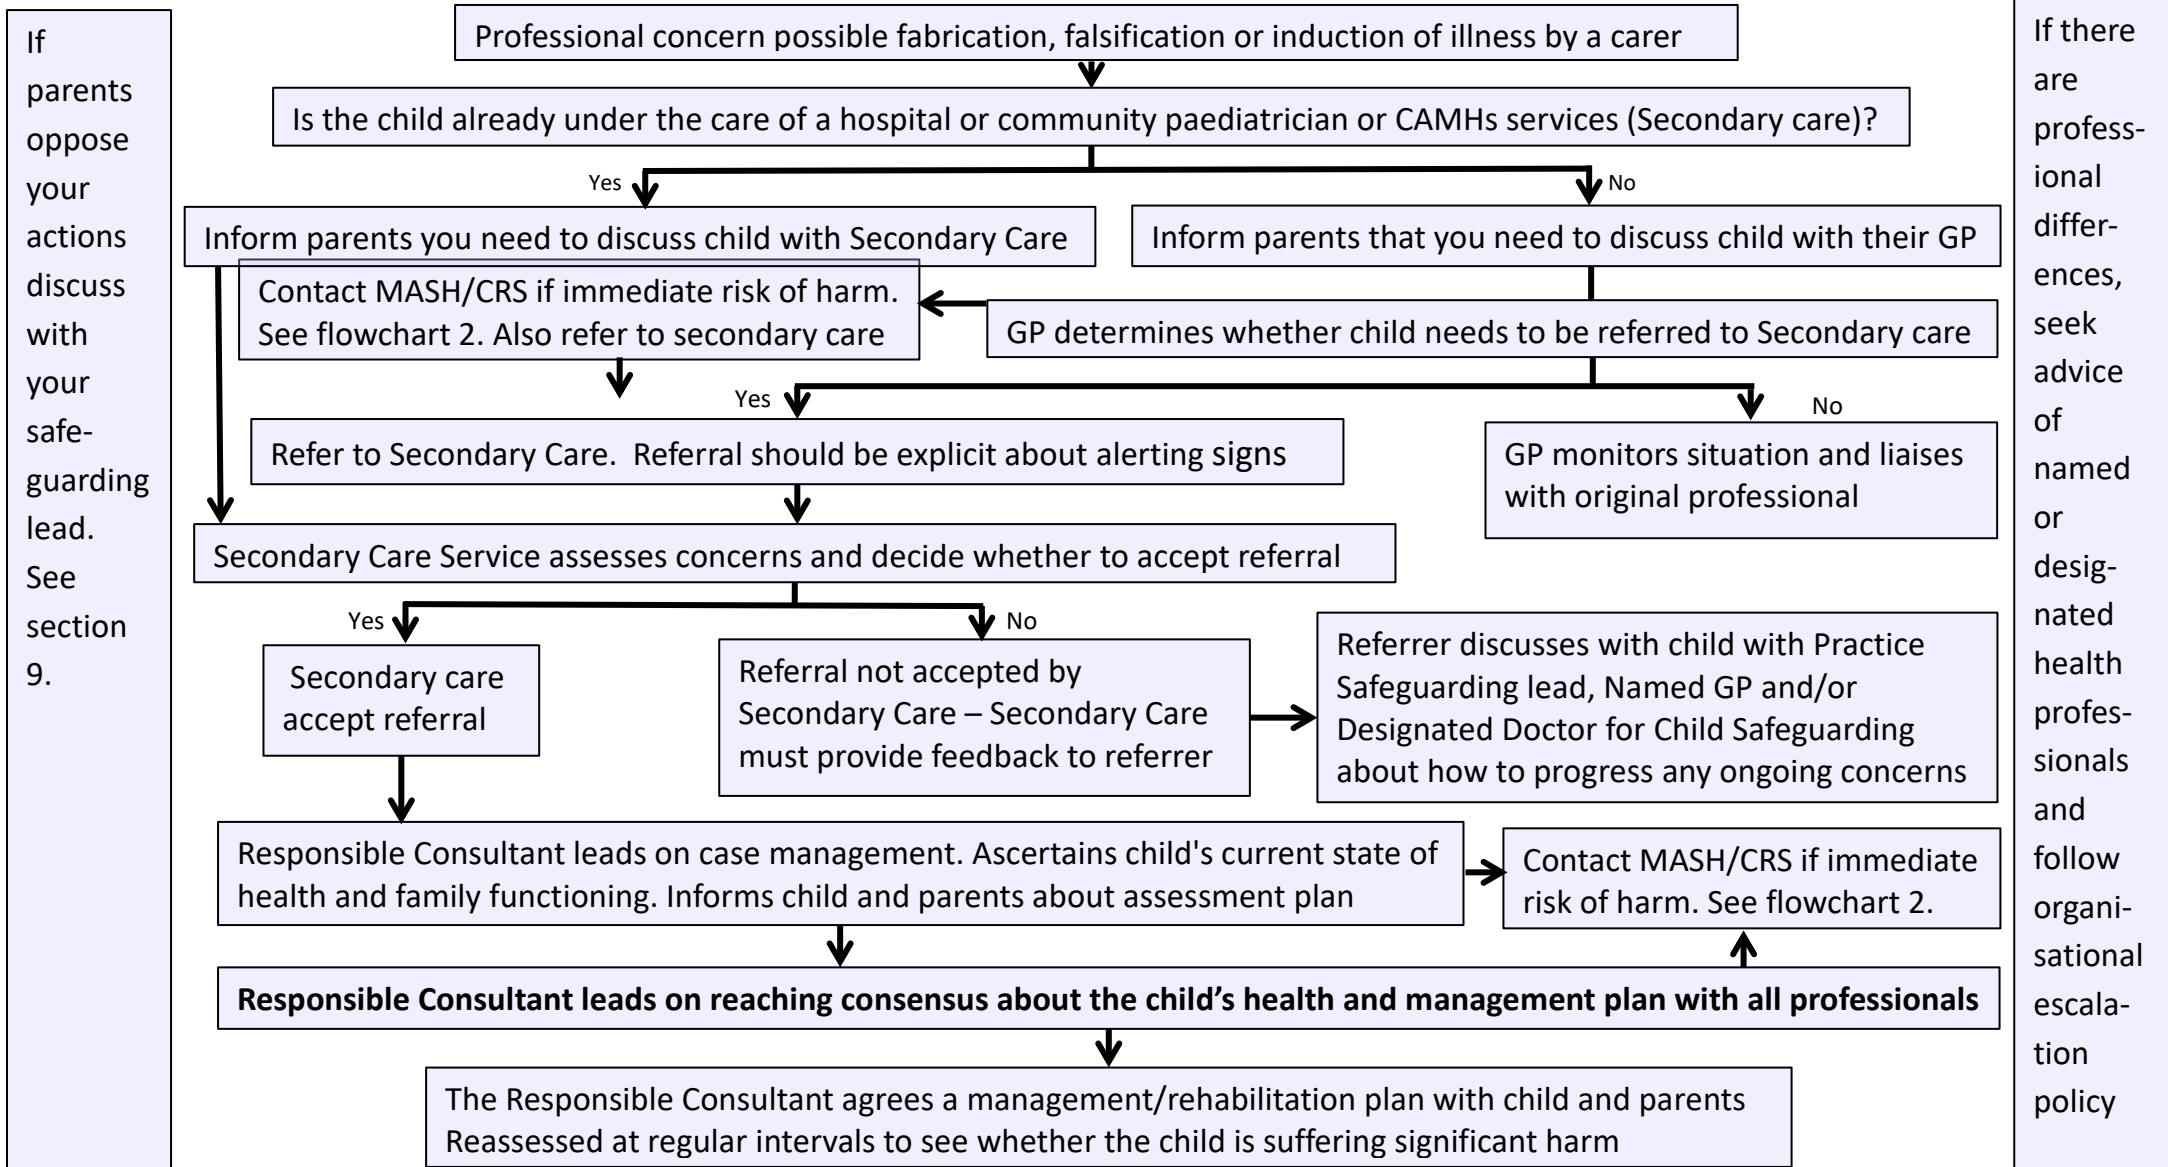 If
parents
oppose
your
actions
discuss
with
your
safe-
guarding
lead.
See
section
9.
Professional concern possible fabrication, falsification or induction of illness by a carer
Is the child already under the care of a hospital or community paediatrician or CAMHs services (Secondary care)?
Yes
No
Inform parents you need to discuss child with Secondary Care
Inform parents that you need to discuss child with their GP
Contact MASH/CRS if immediate risk of harm.
See flowchart 2. Also refer to secondary care
GP determines whether child needs to be referred to Secondary care
Yes
No
Refer to Secondary Care. Referral should be explicit about alerting signs
GP monitors situation and liaises
with original professional
Secondary Care Service assesses concerns and decide whether to accept referral
Yes
No
Secondary care
accept referral
Referral not accepted by
Secondary Care – Secondary Care
must provide feedback to referrer
Referrer discusses with child with Practice
Safeguarding lead, Named GP and/or
Designated Doctor for Child Safeguarding
about how to progress any ongoing concerns
Responsible Consultant leads on case management. Ascertains child's current state of
health and family functioning. Informs child and parents about assessment plan
Contact MASH/CRS if immediate
risk of harm. See flowchart 2.
Responsible Consultant leads on reaching consensus about the child’s health and management plan with all professionals
The Responsible Consultant agrees a management/rehabilitation plan with child and parents
Reassessed at regular intervals to see whether the child is suffering significant harm
If there
are
profess-
ional
differ-
ences,
seek
advice
of
named
or
desig-
nated
health
profes-
sionals
and
follow
organi-
sational
escala-
tion
policy